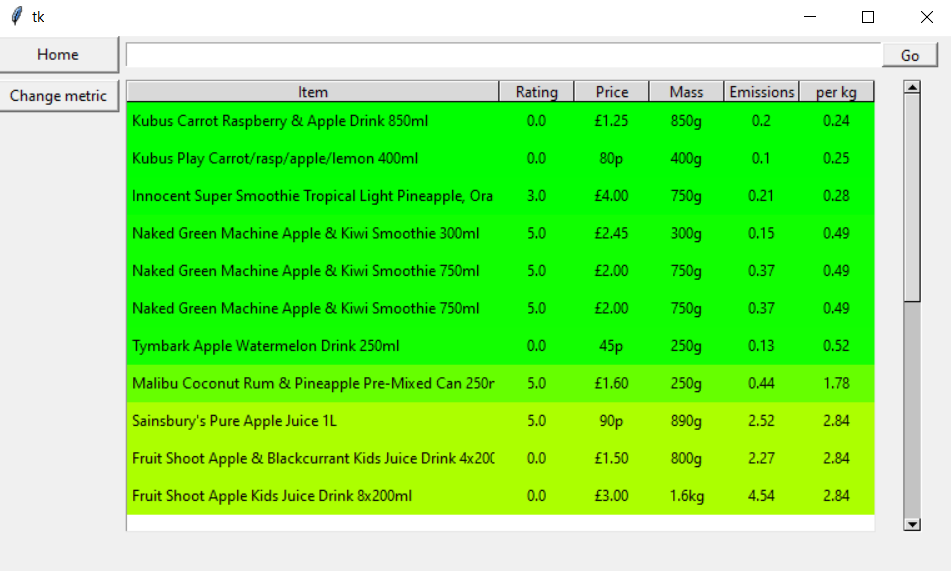 tk
Home
Go
Change metric
Item Rating Price Mass Emissions per kg
Kubus Carrot Raspberry & Apple Drink 850ml 0.0 £1.25 850g 0.2 0.24
Kubus Play Carrot/rasp/apple/lemon 400ml 0.0 80p 400g 0.1 0.25
Innocent Super Smoothie Tropical Light Pineapple, Ora 3.0 £4.00 750g 0.21 0.28
Naked Green Machine Apple & Kiwi Smoothie 300ml 5.0 £2.45 300g 0.15 0.49
Naked Green Machine Apple & Kiwi Smoothie 750ml 5.0 £2.00 750g 0.37 0.49
Naked Green Machine Apple & Kiwi Smoothie 750ml 5.0 £2.00 750g 0.37 0.49
Tymbark Apple Watermelon Drink 250ml 0.0 45p 250g 0.13 0.52
Malibu Coconut Rum & Pineapple Pre-Mixed Can 250m 5.0 £1.60 250g 0.44 1.78
Sainsbury's Pure Apple Juice 1L 5.0 90p 890g 2.52 2.84
Fruit Shoot Apple & Blackcurrant Kids Juice Drink 4x200 0.0 £1.50 800g 2.27 2.84
Fruit Shoot Apple Kids Juice Drink 8x200ml 0.0 £3.00 1.6kg 4.54 2.84